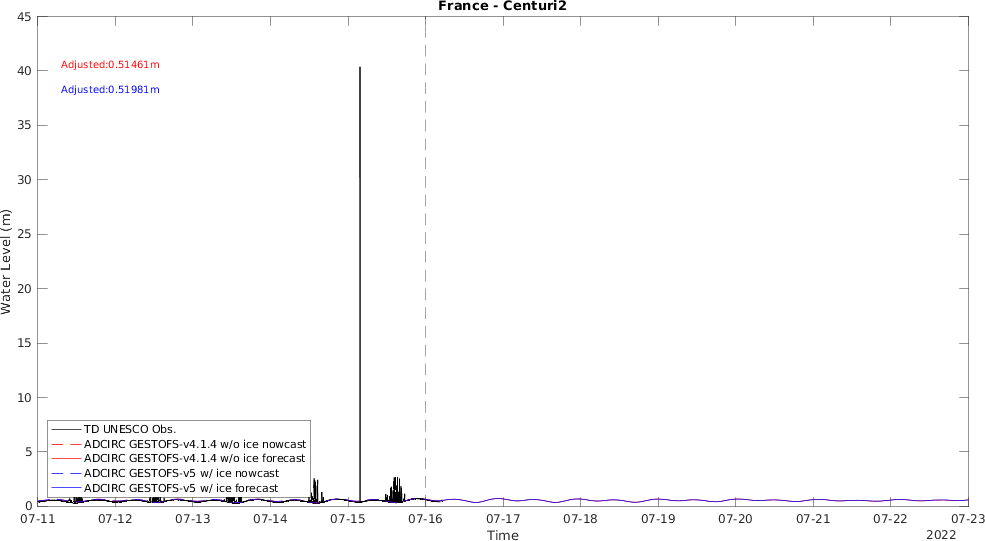 France - Centuri2
45
40
35
30
25
20
15
10
5
0
Water Level (m)
Adjusted:0.51461m
Adjusted:0.51981m
TD UNESCO Obs.
ADCIRC GESTOFS-v4.1.4 w/o ice nowcast
ADCIRC GESTOFS-v4.1.4 w/o ice forecast
ADCIRC GESTOFS-v5 w/ ice nowcast
ADCIRC GESTOFS-v5 w/ ice forecast
07-11 07-12 07-13 07-14 07-15 07-16 07-17 07-18 07-19 07-20 07-21 07-22 07-23
Time
2022